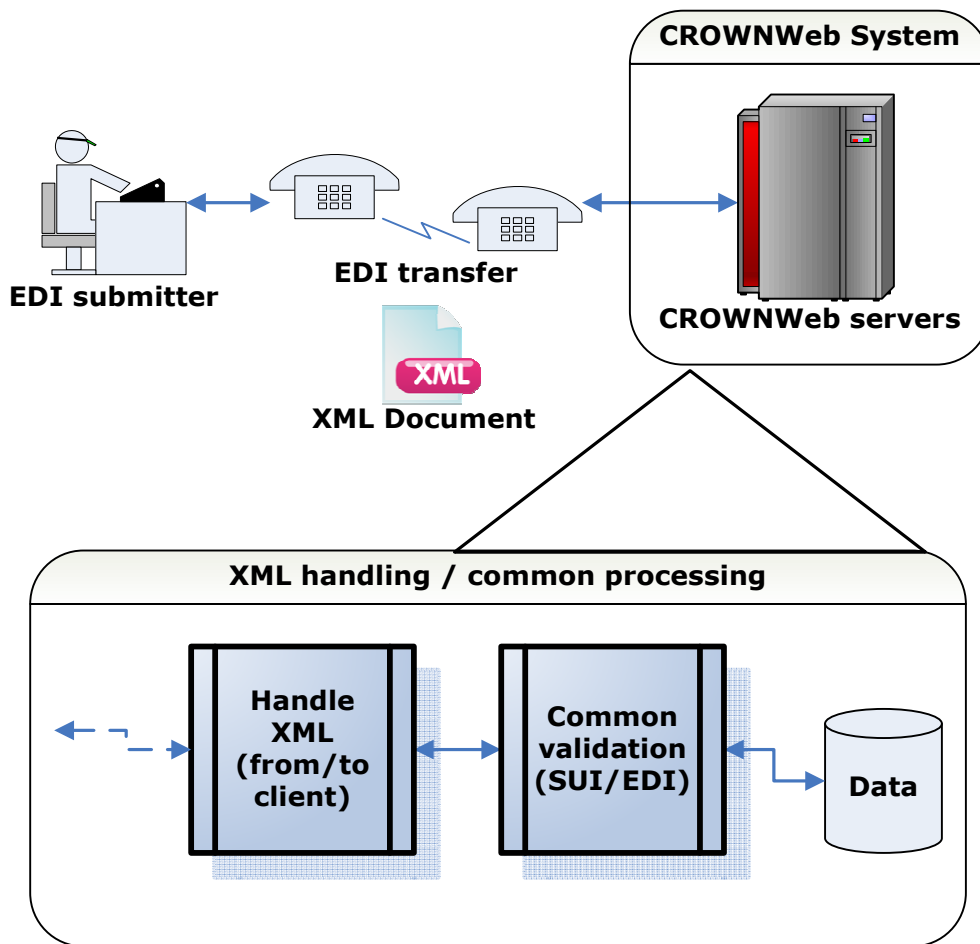 CROWNWeb System
EDI submitter
EDI transfer
CROWNWeb servers
XML
XML Document
XML handling / common processing
Handle
XML
(from/to
client)
Common
validation
(SUI/EDI)
Data